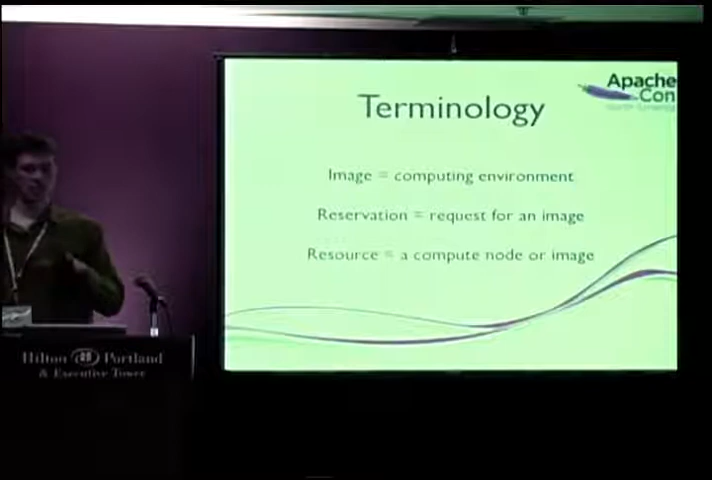 Apache
Con
Terminology
Image = computing environment
Reservation = request for an image
Resource = a compute node or image
Hilton Portland
& Executive Tower